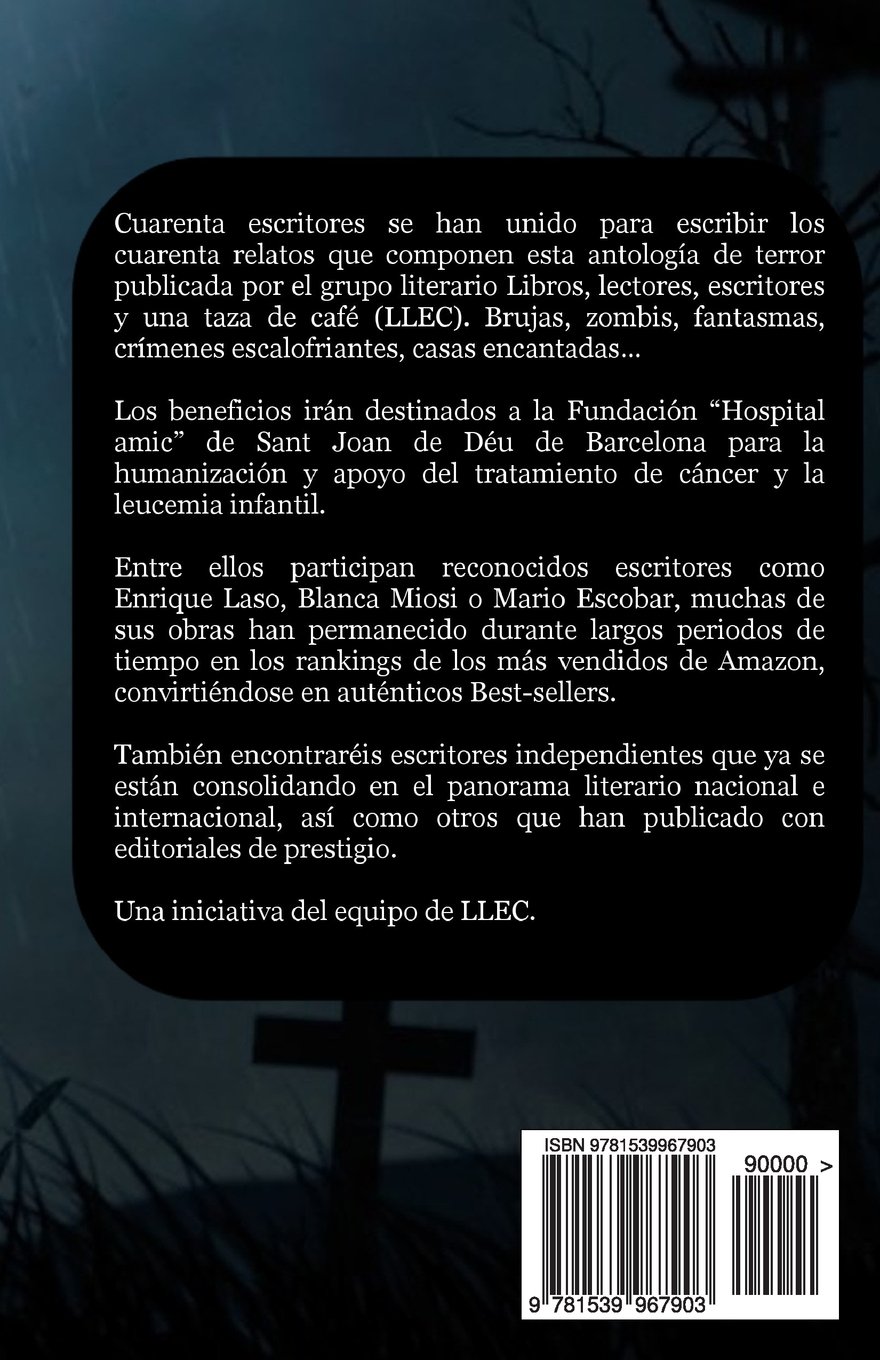 Cuarenta escritores se han unido para escribir los
cuarenta relatos que componen esta antología de terror
publicada por el grupo literario Libros, lectores, escritores
y una taza de café (LLEC). Brujas, zombis, fantasmas,
crímenes escalofriantes, casas encantadas...
Los beneficios irán destinados a la Fundación “Hospital
amic” de Sant Joan de Déu de Barcelona para la
humanización y apoyo del tratamiento de cáncer y la
leucemia infantil.
Entre ellos participan reconocidos escritores como
Enrique Laso, Blanca Miosi o Mario Escobar, muchas de
sus obras han permanecido durante largos periodos de
tiempo en los rankings de los más vendidos de Amazon,
convirtiéndose en auténticos Best-sellers.
También encontraréis escritores independientes que ya se
están consolidando en el panorama literario nacional e
internacional, así como otros que han publicado con
editoriales de prestigio.
Una iniciativa del equipo de LLEC.
ISBN 9781539967903
90000 >
9 781539 967903